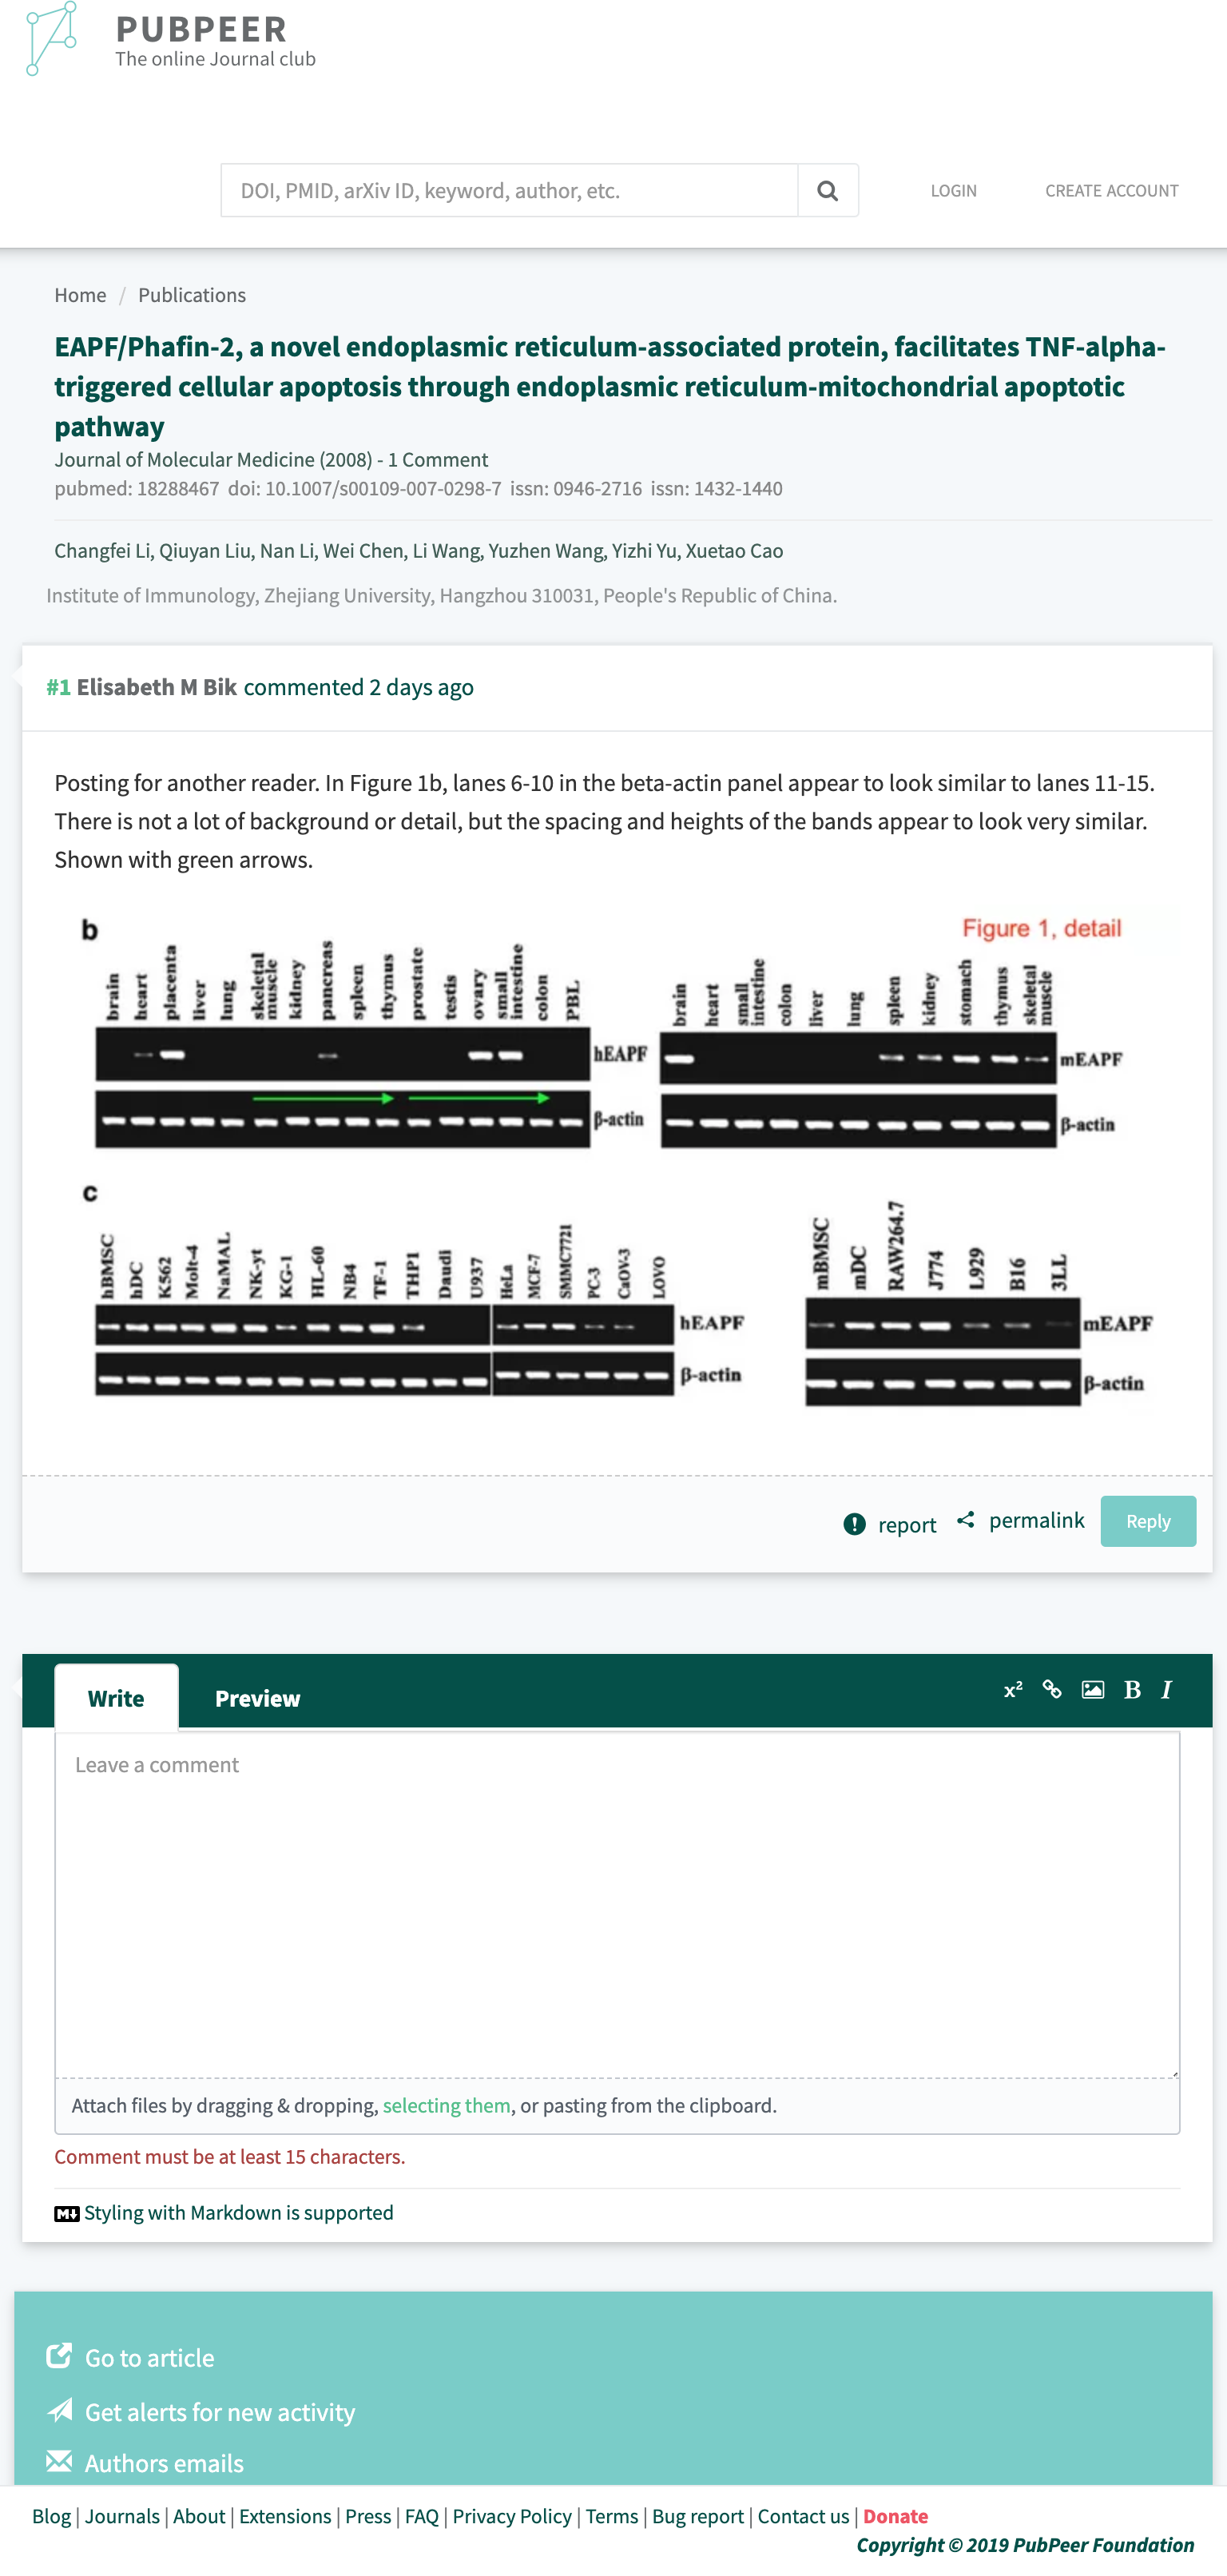 PUBPEER
The online Journal club
DOI, PMID, arXiv ID, keyword, author, etc.
LOGIN
CREATE ACCOUNT
Home / Publications
EAPF/Phafin-2, a novel endoplasmic reticulum-associated protein, facilitates TNF-alpha-
triggered cellular apoptosis through endoplasmic reticulum-mitochondrial apoptotic
pathway
Journal of Molecular Medicine (2008) - 1 Comment
pubmed: 18288467 doi: 10.1007/s00109-007-0298-7 issn: 0946-2716 issn: 1432-1440
Changfei Li, Qiuyan Liu, Nan Li, Wei Chen, Li Wang, Yuzhen Wang, Yizhi Yu, Xuetao Cao
Institute of Immunology, Zhejiang University, Hangzhou 310031, People's Republic of China.
#1 Elisabeth M Bik commented 2 days ago
Posting for another reader. In Figure 1b, lanes 6-10 in the beta-actin panel appear to look similar to lanes 11-15.
There is not a lot of background or detail, but the spacing and heights of the bands appear to look very similar.
Shown with green arrows.
b
Figure 1, detail
brain
heart
placenta
liver
lung
skeletal
muscle
kidney
pancreas
spleen
thymus
prostate
testis
ovary
small
intestine
colon
PBL
hEAPF
β-actin
brain
heart
small
intestine
colon
liver
lung
spleen
kidney
stomach
thymus
skeletal
muscle
mEAPF
β-actin
c
hBMSC
hDC
K562
Molt-4
NaMAL
NK-yt
KG-1
HL-60
NB4
TF-1
THP1
Daudi
U937
HeLa
MCF-7
SMMC7721
PC-3
CaOV-3
LOVO
hEAPF
β-actin
mBMSC
mDC
RAW264.7
J774
L929
B16
3LL
mEAPF
β-actin
report
permalink
Reply
Write
Preview
x²
B
I
Leave a comment
Attach files by dragging & dropping, selecting them, or pasting from the clipboard.
Comment must be at least 15 characters.
M Styling with Markdown is supported
Go to article
Get alerts for new activity
Authors emails
Blog | Journals | About | Extensions | Press | FAQ | Privacy Policy | Terms | Bug report | Contact us | Donate
Copyright © 2019 PubPeer Foundation